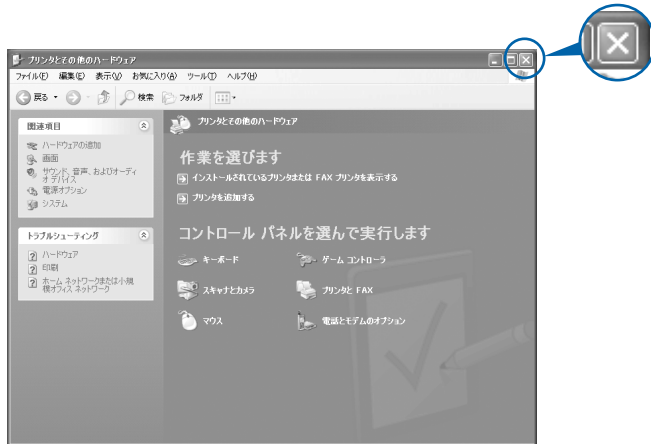 プリンタとその他のハードウェア
ファイル(F) 編集(E) 表示(V) お気に入り(A) ツール(T) ヘルプ(H)
戻る 検索 フォルダ
関連項目
ハードウェアの追加
画面
サウンド、音声、およびオーディ
オ デバイス
電源オプション
システム
トラブルシューティング
ハードウェア
印刷
ホーム ネットワークまたは小規
模オフィス ネットワーク
プリンタとその他のハードウェア
作業を選びます
インストールされているプリンタまたは FAX プリンタを表示する
プリンタを追加する
コントロール パネルを選んで実行します
キーボード
ゲーム コントローラ
スキャナとカメラ
プリンタと FAX
マウス
電話とモデムのオプション